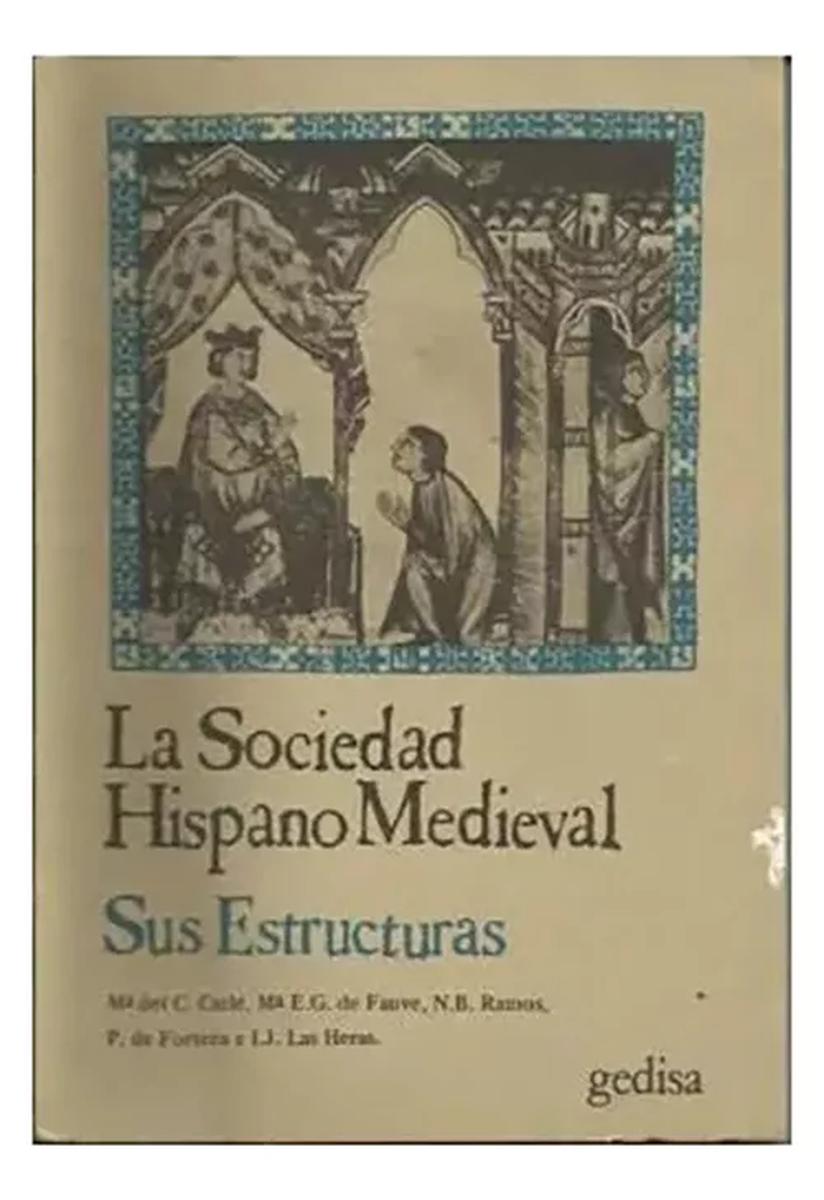 La Sociedad
Hispano Medieval
Sus Estructuras
Mª del C. Carlé, Mª E.G. de Fauve, N.B. Ramos,
P. de Forteza e I.J. Las Heras.
gedisa